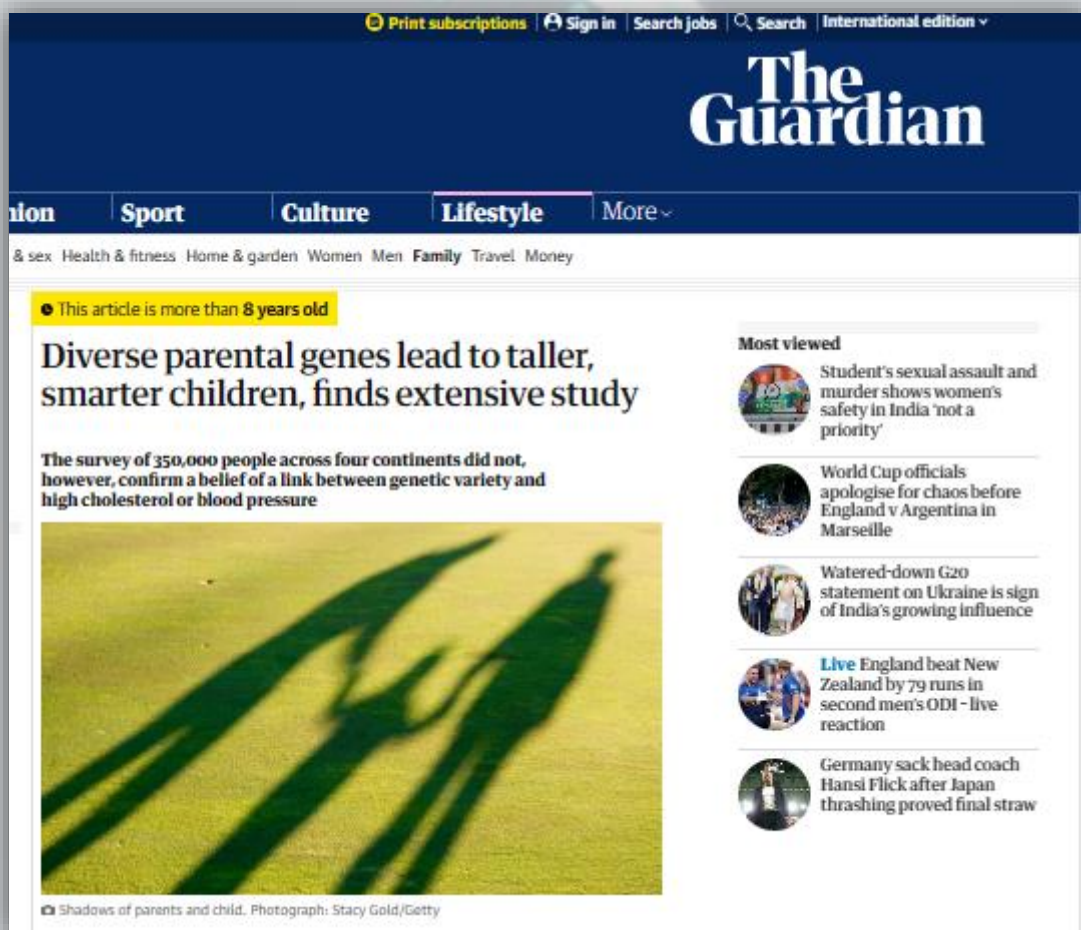 Print subscriptions
Sign in
Search jobs
Search
International edition
The
Guardian
nion
Sport
Culture
Lifestyle
More
& sex Health & fitness Home & garden Women Men Family Travel Money
This article is more than 8 years old
Diverse parental genes lead to taller,
smarter children, finds extensive study
The survey of 350,000 people across four continents did not,
however, confirm a belief of a link between genetic variety and
high cholesterol or blood pressure
Shadows of parents and child. Photograph: Stacy Gold/Getty
Most viewed
Student's sexual assault and
murder shows women's
safety in India 'not a
priority'
World Cup officials
apologise for chaos before
England v Argentina in
Marseille
Watered-down G20
statement on Ukraine is sign
of India's growing influence
Live England beat New
Zealand by 79 runs in
second men's ODI – live
reaction
Germany sack head coach
Hansi Flick after Japan
thrashing proved final straw